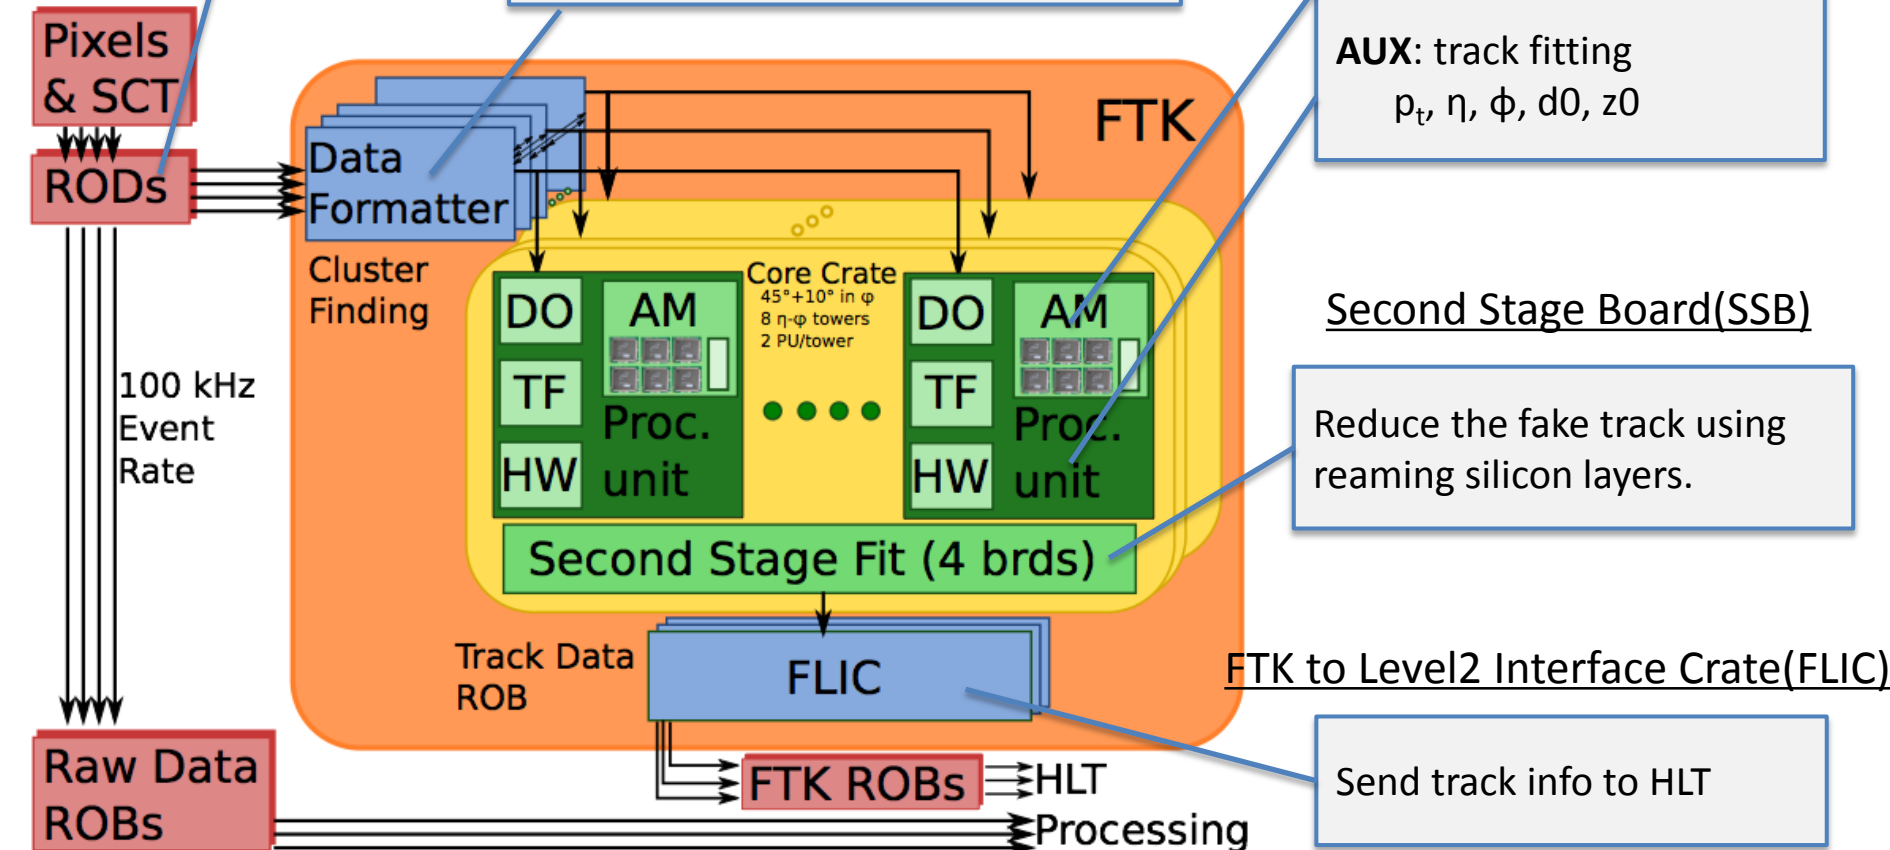 Pixels
& SCT
RODs
Data
Formatter
Cluster
Finding
FTK
AUX: track fitting
pt, η, ϕ, d0, z0
Core Crate
45°+10° in φ
8 η-φ towers
2 PU/tower
DO
AM
TF
Proc.
HW
unit
DO
AM
TF
Proc.
HW
unit
100 kHz
Event
Rate
Second Stage Board(SSB)
Reduce the fake track using
reaming silicon layers.
Second Stage Fit (4 brds)
Track Data
ROB
FLIC
FTK to Level2 Interface Crate(FLIC)
Send track info to HLT
Raw Data
ROBs
FTK ROBs
HLT
Processing